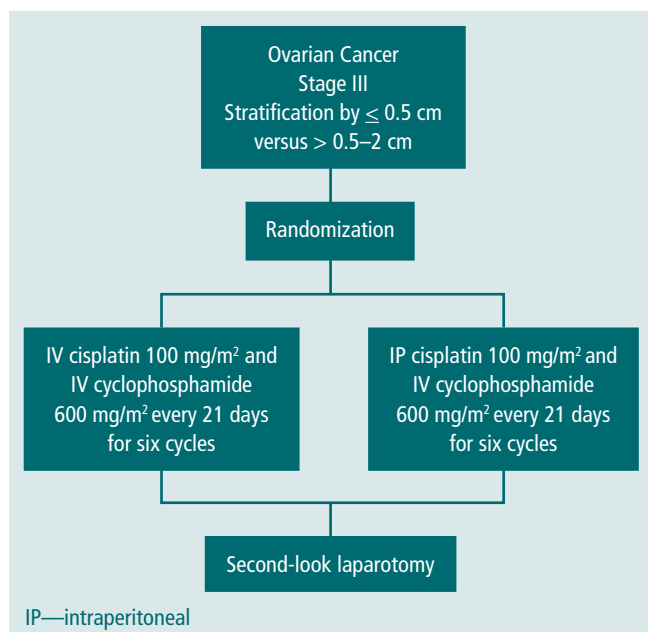 Ovarian Cancer
Stage III
Stratification by ≤ 0.5 cm
versus > 0.5–2 cm
Randomization
IV cisplatin 100 mg/m² and
IV cyclophosphamide
600 mg/m² every 21 days
for six cycles
IP cisplatin 100 mg/m² and
IV cyclophosphamide
600 mg/m² every 21 days
for six cycles
Second-look laparotomy
IP—intraperitoneal